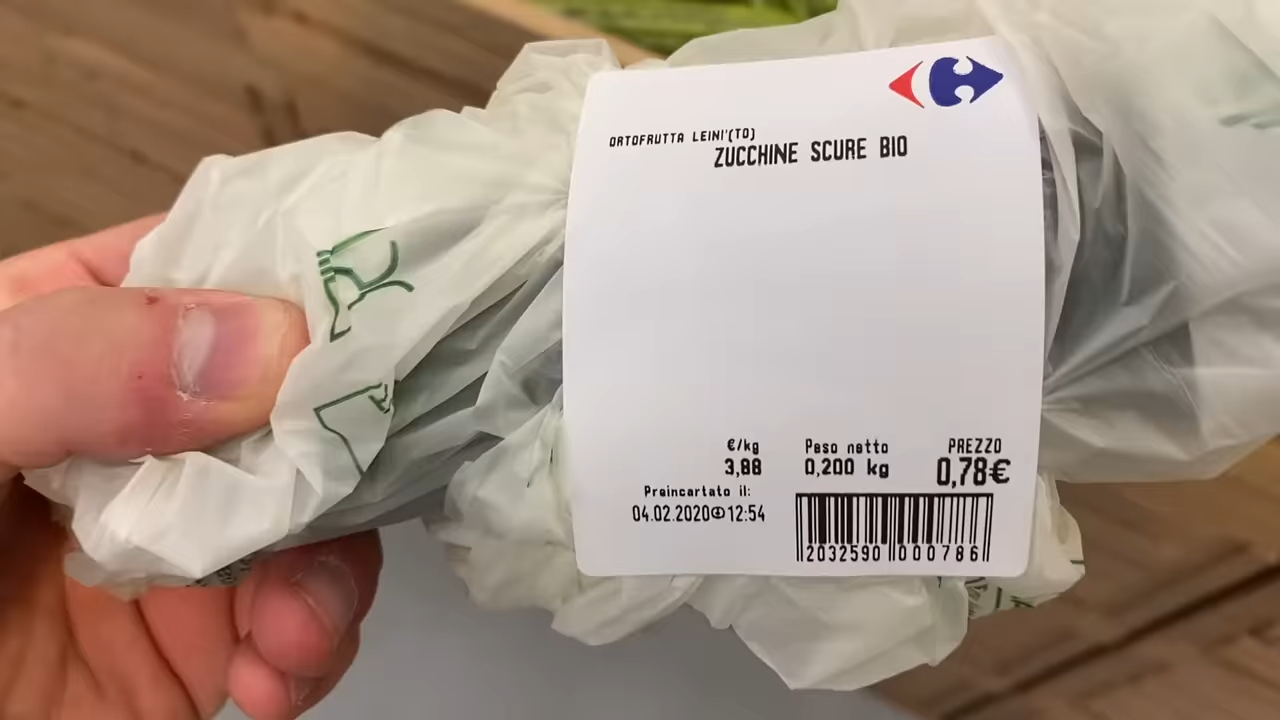 ORTOFRUTTA LEINI'(TO)
ZUCCHINE SCURE BIO
€/kg Peso netto PREZZO
3,88 0,200 kg 0,78€
Preincartato il:
04.02.2020 12:54
2032590 000786